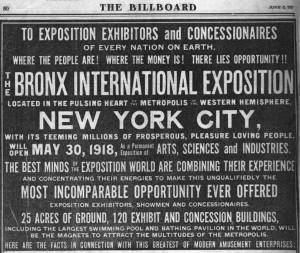 80
THE BILLBOARD
JUNE
TO EXPOSITION EXHIBITORS and CONCESSIONAIRES
OF EVERY NATION ON EARTH,
WHERE THE PEOPLE ARE! WHERE THE MONEY IS! THERE LIES OPPORTUNITY!!
THE BRONX INTERNATIONAL EXPOSITION
LOCATED IN THE PULSING HEART OF THE METROPOLIS OF THE WESTERN HEMISPHERE,
NEW YORK CITY,
WITH ITS TEEMING MILLIONS OF PROSPEROUS, PLEASURE LOVING PEOPLE.
WILL OPEN MAY 30, 1918, As a Permanent Exposition of ARTS, SCIENCES and INDUSTRIES.
THE BEST MINDS OF THE EXPOSITION WORLD ARE COMBINING THEIR EXPERIENCE
AND CONCENTRATING THEIR ENERGIES TO MAKE THIS UNQUALIFIEDLY THE
MOST INCOMPARABLE OPPORTUNITY EVER OFFERED
EXPOSITION EXHIBITORS, SHOWMEN AND CONCESSIONAIRES.
25 ACRES OF GROUND, 120 EXHIBIT AND CONCESSION BUILDINGS,
INCLUDING THE LARGEST SWIMMING POOL AND BATHING PAVILION IN THE WORLD, WILL
BE THE MAGNETS TO ATTRACT THE MULTITUDES OF THE METROPOLIS.
HERE ARE THE FACTS IN CONNECTION WITH THIS GREATEST OF MODERN AMUSEMENT ENTERPRISES.